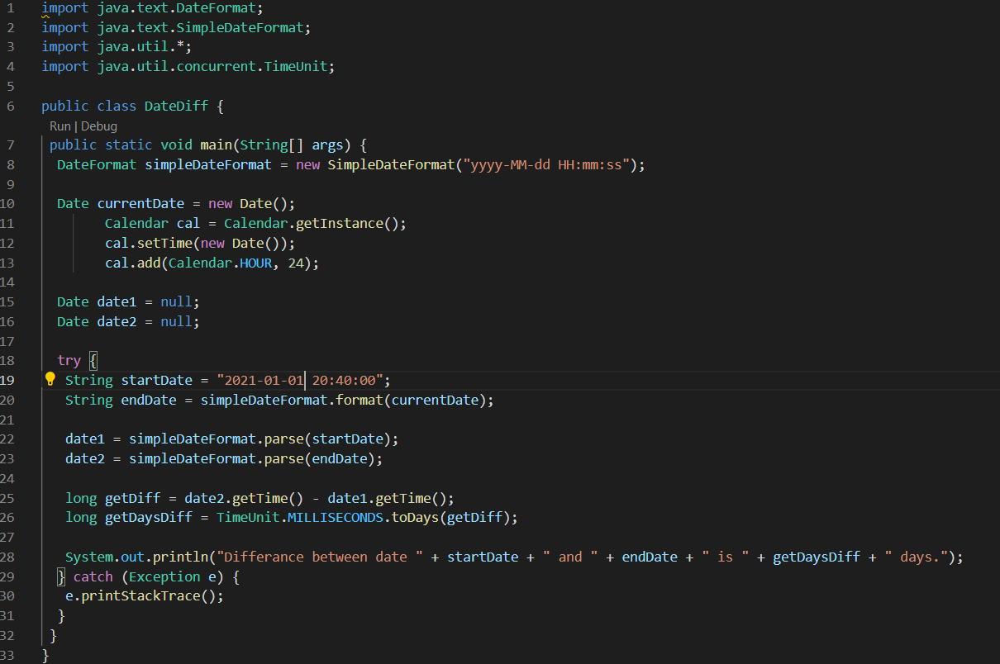 1 import java.text.DateFormat;
2 import java.text.SimpleDateFormat;
3 import java.util.*;
4 import java.util.concurrent.TimeUnit;
5
6 public class DateDiff {
Run | Debug
7 public static void main(String[] args) {
8 DateFormat simpleDateFormat = new SimpleDateFormat("yyyy-MM-dd HH:mm:ss");
9
10 Date currentDate = new Date();
11 Calendar cal = Calendar.getInstance();
12 cal.setTime(new Date());
13 cal.add(Calendar.HOUR, 24);
14
15 Date date1 = null;
16 Date date2 = null;
17
18 try {
19 String startDate = "2021-01-01 20:40:00";
20 String endDate = simpleDateFormat.format(currentDate);
21
22 date1 = simpleDateFormat.parse(startDate);
23 date2 = simpleDateFormat.parse(endDate);
24
25 long getDiff = date2.getTime() - date1.getTime();
26 long getDaysDiff = TimeUnit.MILLISECONDS.toDays(getDiff);
27
28 System.out.println("Differance between date " + startDate + " and " + endDate + " is " + getDaysDiff + " days.");
29 } catch (Exception e) {
30 e.printStackTrace();
31 }
32 }
33 }